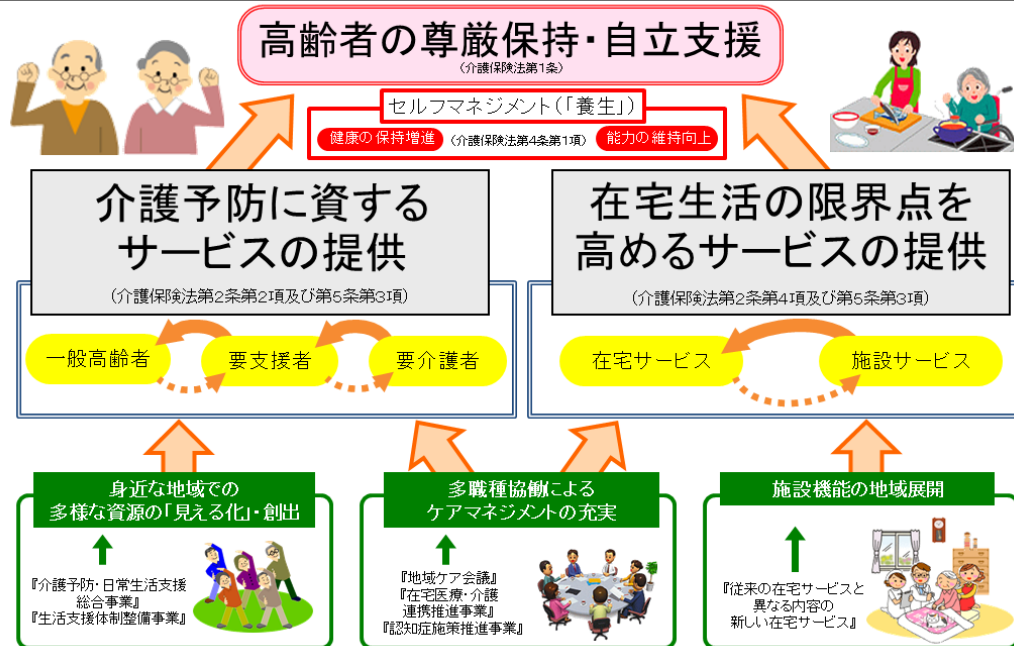 高齢者の尊厳保持・自立支援
(介護保険法第1条)
セルフマネジメント(「養生」)
健康の保持増進 (介護保険法第4条第1項) 能力の維持向上
介護予防に資する
サービスの提供
(介護保険法第2条第2項及び第5条第3項)
一般高齢者 要支援者 要介護者
在宅生活の限界点を
高めるサービスの提供
(介護保険法第2条第4項及び第5条第3項)
在宅サービス 施設サービス
身近な地域での
多様な資源の「見える化」・創出
『介護予防・日常生活支援
総合事業』
『生活支援体制整備事業』
多職種協働による
ケアマネジメントの充実
『地域ケア会議』
『在宅医療・介護
連携推進事業』
『認知症施策推進事業』
施設機能の地域展開
『従来の在宅サービスと
異なる内容の
新しい在宅サービス』